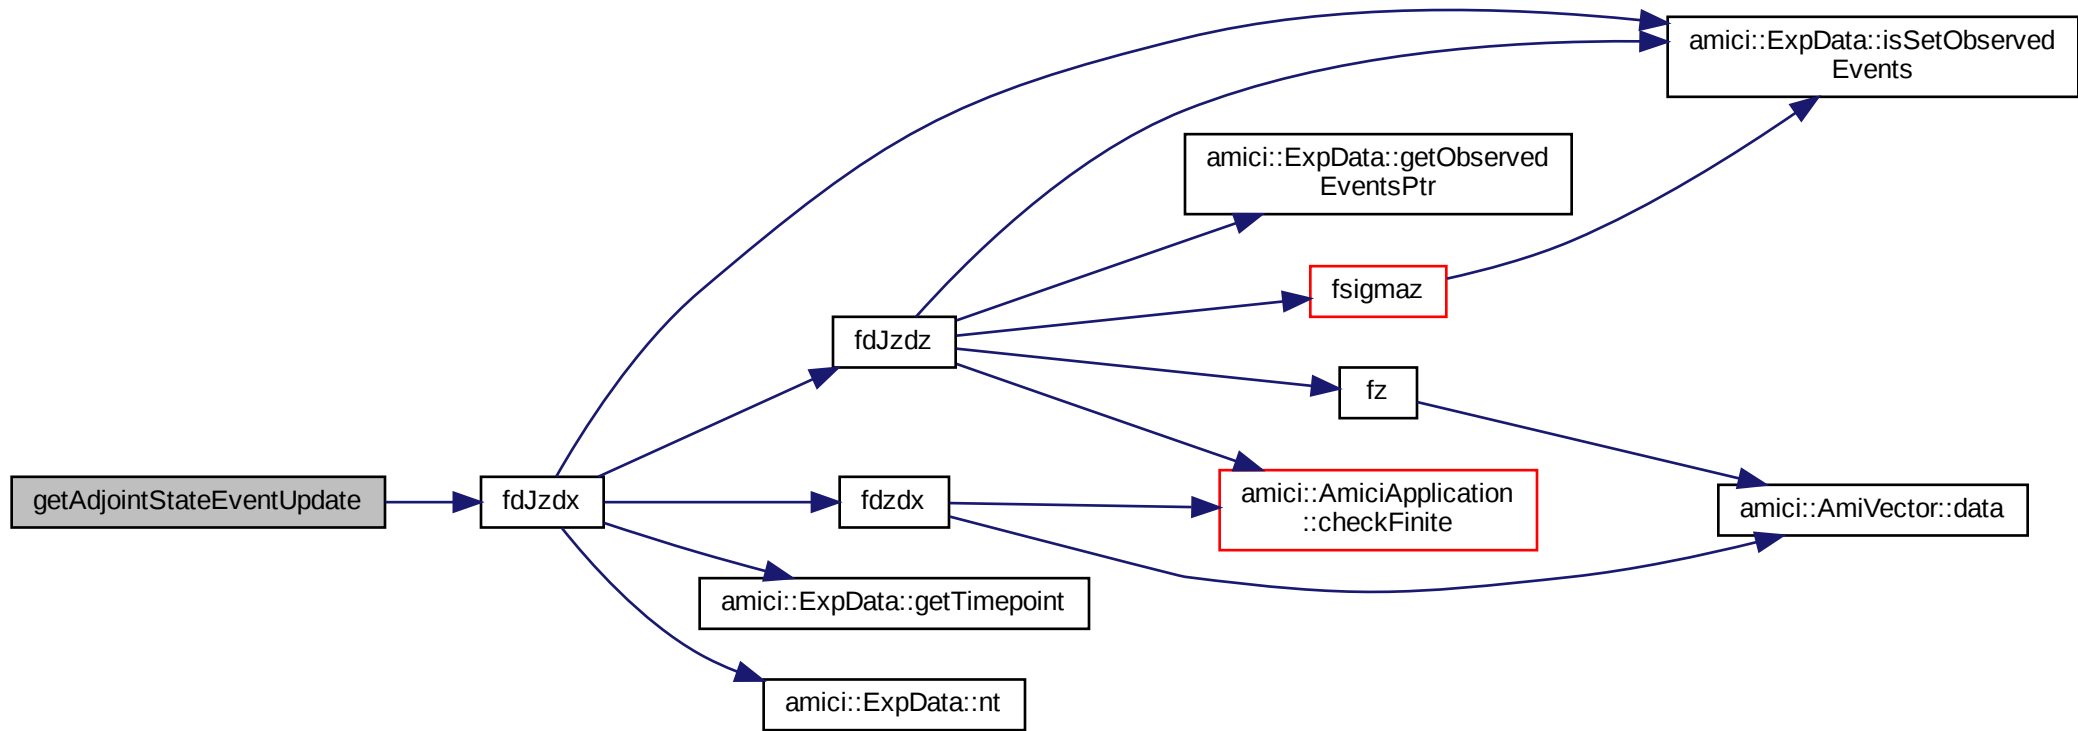 amici::ExpData::isSetObserved
Events
amici::ExpData::getObserved
EventsPtr
fsigmaz
fdJzdz
fz
getAdjointStateEventUpdate
fdJzdx
fdzdx
amici::AmiciApplication
::checkFinite
amici::AmiVector::data
amici::ExpData::getTimepoint
amici::ExpData::nt